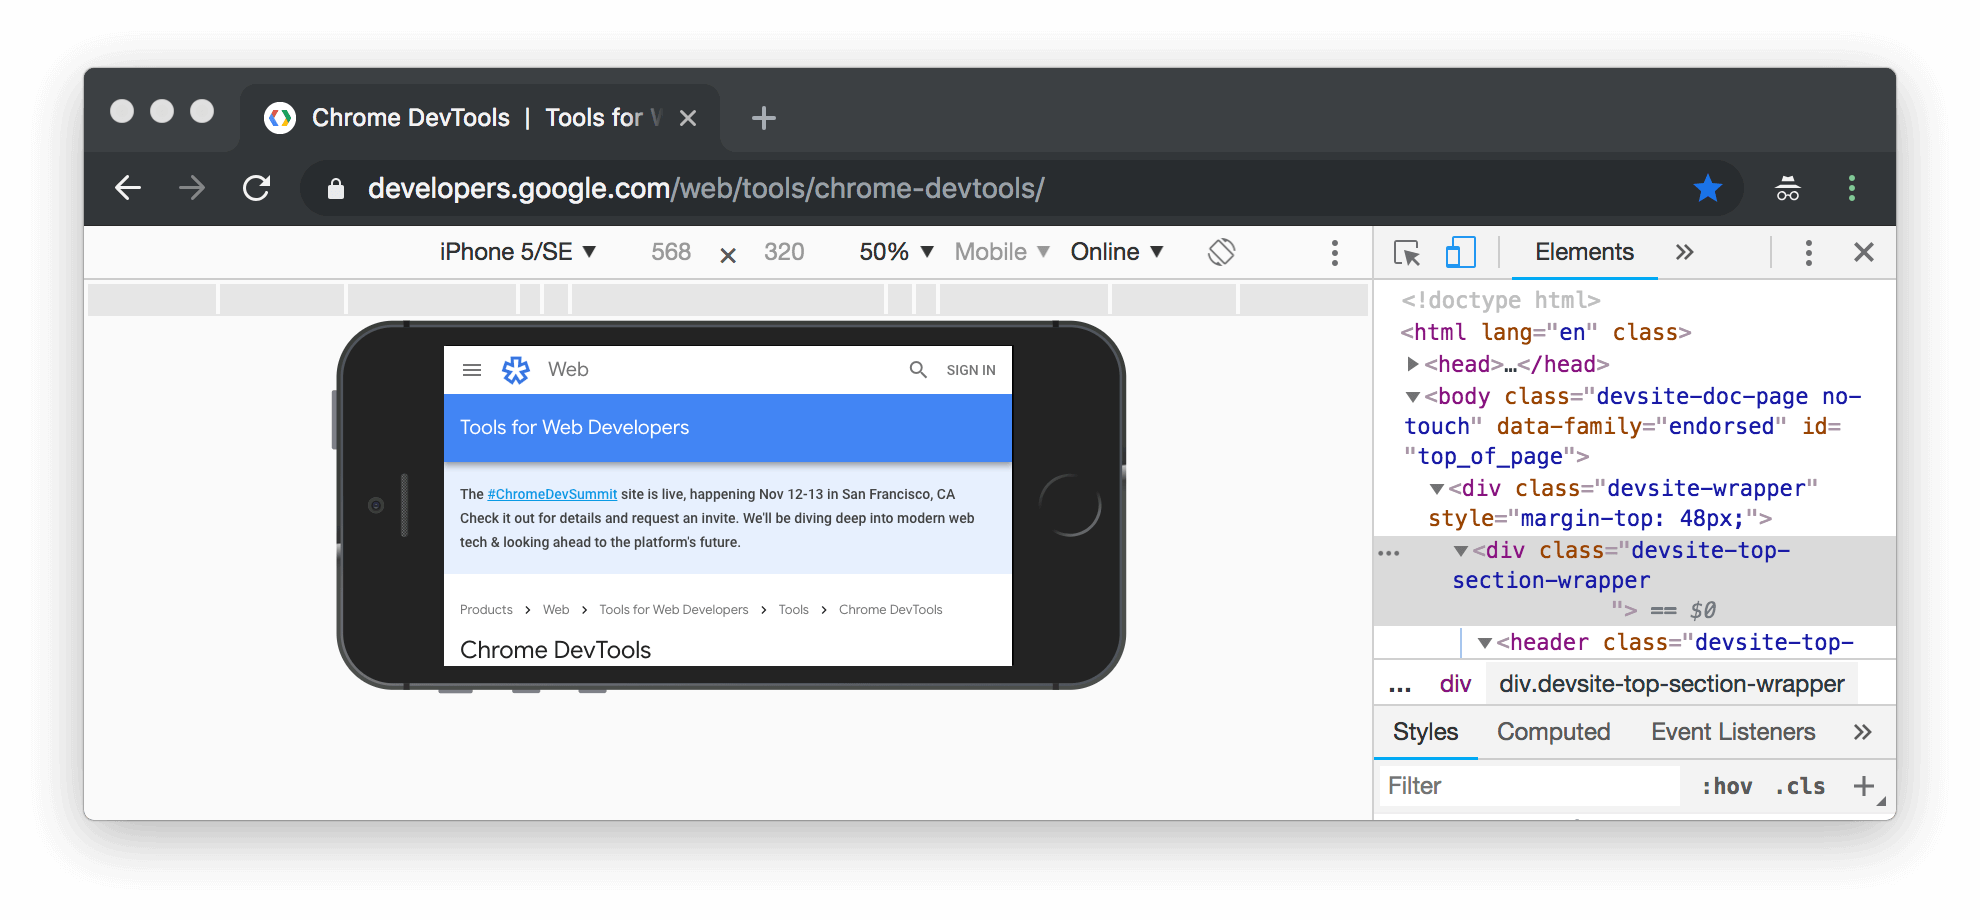 Chrome DevTools | Tools for W
developers.google.com/web/tools/chrome-devtools/
iPhone 5/SE ▼ 568 × 320 50% ▼ Mobile ▼ Online ▼
Elements »
Web SIGN IN
Tools for Web Developers
The #ChromeDevSummit site is live, happening Nov 12-13 in San Francisco, CA
Check it out for details and request an invite. We'll be diving deep into modern web
tech & looking ahead to the platform's future.
Products > Web > Tools for Web Developers > Tools > Chrome DevTools
Chrome DevTools
<!doctype html>
<html lang="en" class>
▶<head>…</head>
▼<body class="devsite-doc-page no-
touch" data-family="endorsed" id=
"top_of_page">
▼<div class="devsite-wrapper"
style="margin-top: 48px;">
… ▼<div class="devsite-top-
section-wrapper
"> == $0
▼<header class="devsite-top-
... div div.devsite-top-section-wrapper
Styles Computed Event Listeners »
Filter :hov .cls +